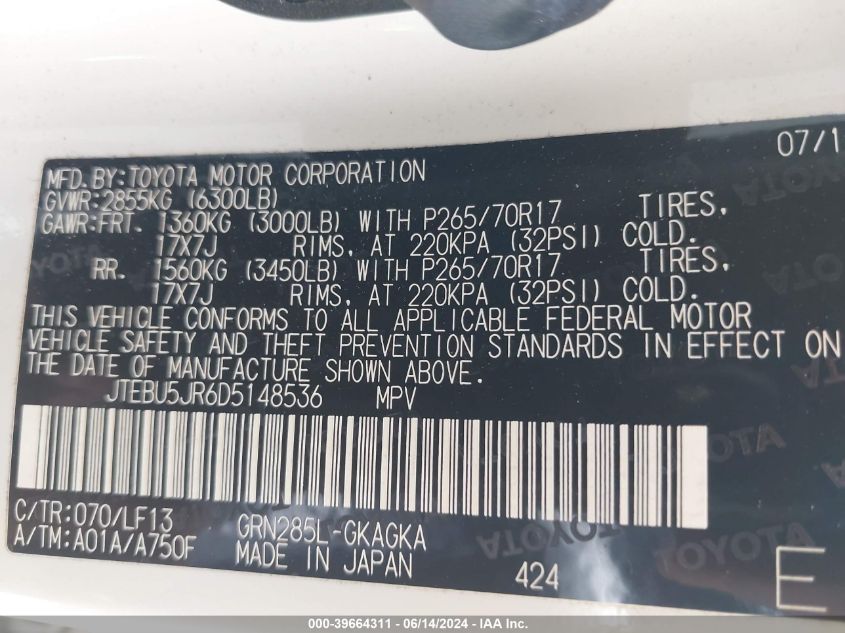 07/1
MFD. BY: TOYOTA MOTOR CORPORATION
GVWR: 2855KG (6300LB)
GAWR: FRT. 1360KG (3000LB) WITH P265/70R17 TIRES,
17X7J RIMS, AT 220KPA (32PSI) COLD.
RR. 1560KG (3450LB) WITH P265/70R17 TIRES,
17X7J RIMS, AT 220KPA (32PSI) COLD.
THIS VEHICLE CONFORMS TO ALL APPLICABLE FEDERAL MOTOR
VEHICLE SAFETY AND THEFT PREVENTION STANDARDS IN EFFECT ON
THE DATE OF MANUFACTURE SHOWN ABOVE.
JTEBU5JR6D5148536 MPV
C/TR: 070/LF13 GRN285L-GKAGKA
A/TM: A01A/A750F MADE IN JAPAN 424 E
TOYOTA TOYOTA
000-39664311 - 06/14/2024 - IAA Inc.